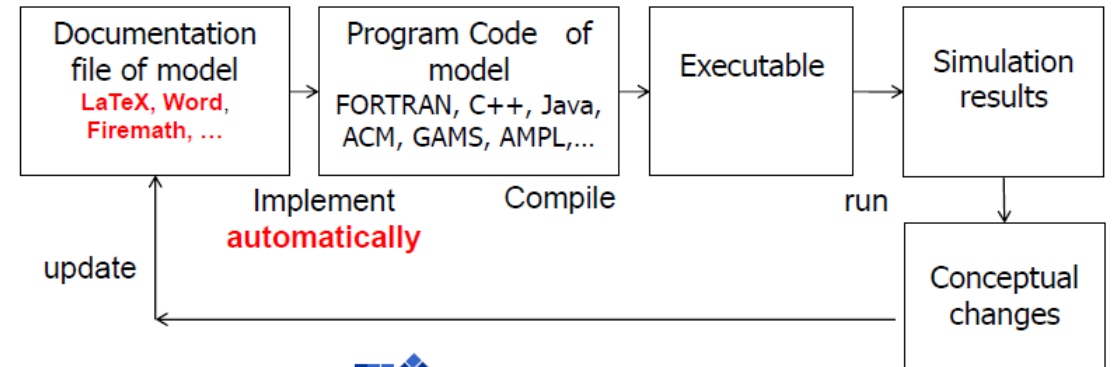 Documentation
file of model
LaTeX, Word,
Firemath, ...
Program Code of
model
FORTRAN, C++, Java,
ACM, GAMS, AMPL,...
Executable
Simulation
results
Implement
automatically
Compile
run
update
Conceptual
changes